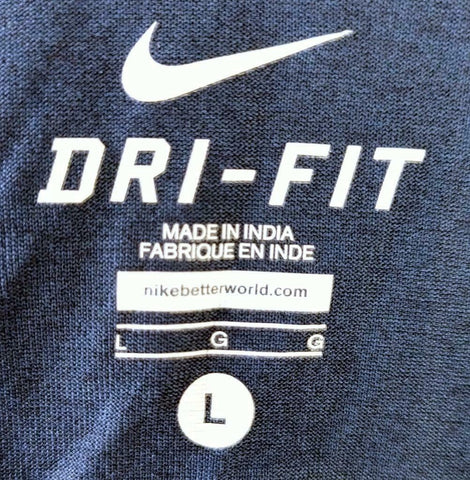 DRI-FIT
MADE IN INDIA
FABRIQUE EN INDE
nikebetterworld.com
L G G
L